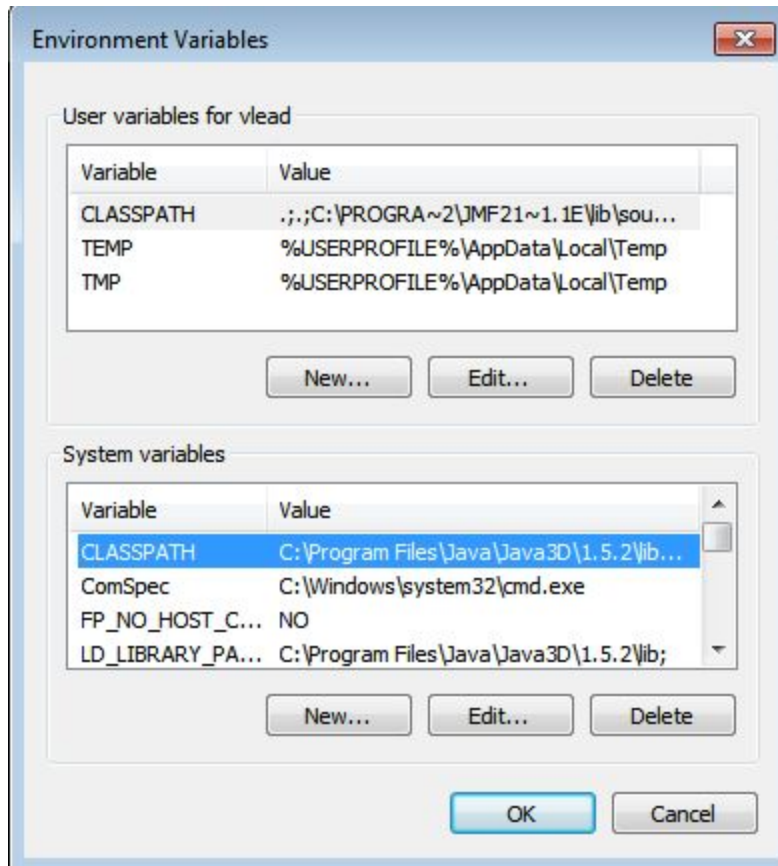 Environment Variables
User variables for vlead
Variable Value
CLASSPATH .;.;C:\PROGRA~2\JMF21~1.1E\lib\sou...
TEMP %USERPROFILE%\AppData\Local\Temp
TMP %USERPROFILE%\AppData\Local\Temp
New... Edit... Delete
System variables
Variable Value
CLASSPATH C:\Program Files\Java\Java3D\1.5.2\lib...
ComSpec C:\Windows\system32\cmd.exe
FP_NO_HOST_C... NO
LD_LIBRARY_PA... C:\Program Files\Java\Java3D\1.5.2\lib;
New... Edit... Delete
OK Cancel